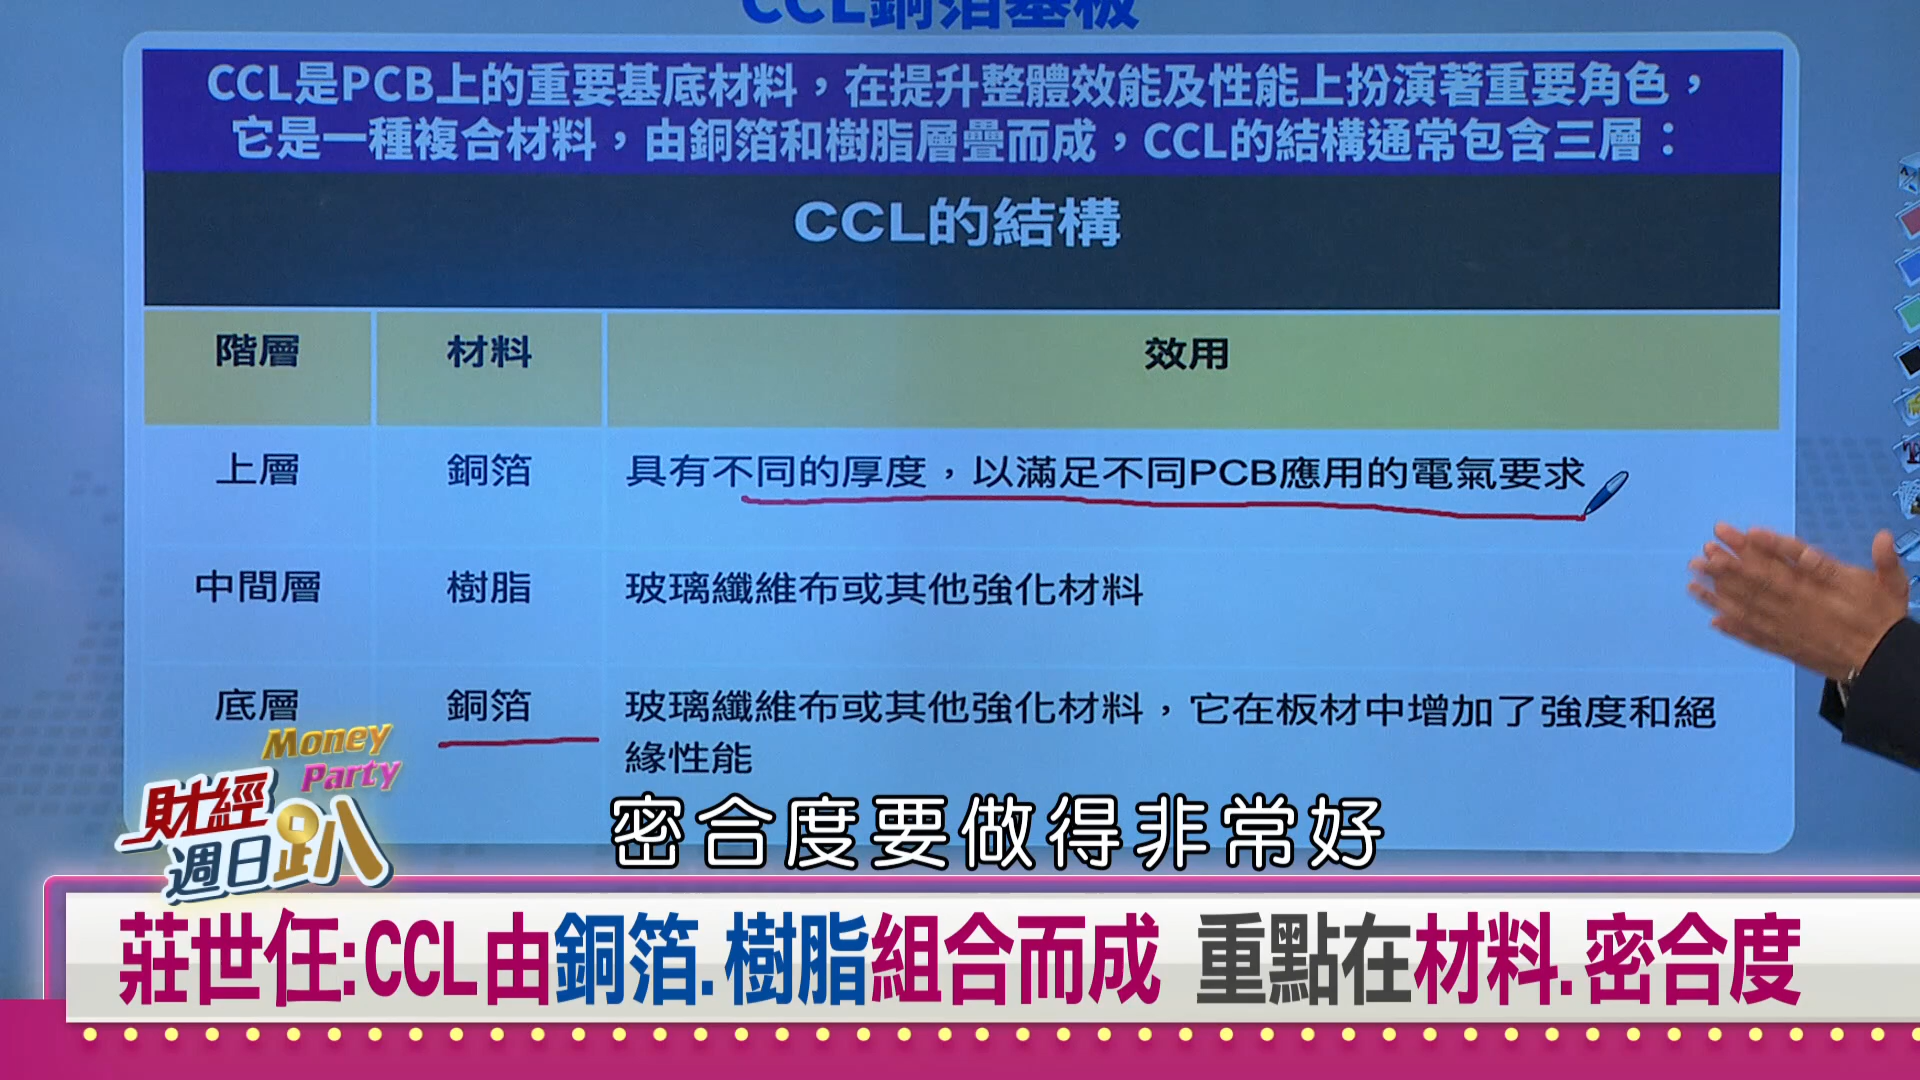 CCL銅箔基板
CCL是PCB上的重要基底材料，在提升整體效能及性能上扮演著重要角色，
它是一種複合材料，由銅箔和樹脂層疊而成，CCL的結構通常包含三層：
CCL的結構
階層 材料 效用
上層 銅箔 具有不同的厚度，以滿足不同PCB應用的電氣要求
中間層 樹脂 玻璃纖維布或其他強化材料
底層 銅箔 玻璃纖維布或其他強化材料，它在板材中增加了強度和絕
緣性能
Money
Party
財經
週日趴
密合度要做得非常好
莊世任:CCL由銅箔.樹脂組合而成 重點在材料.密合度